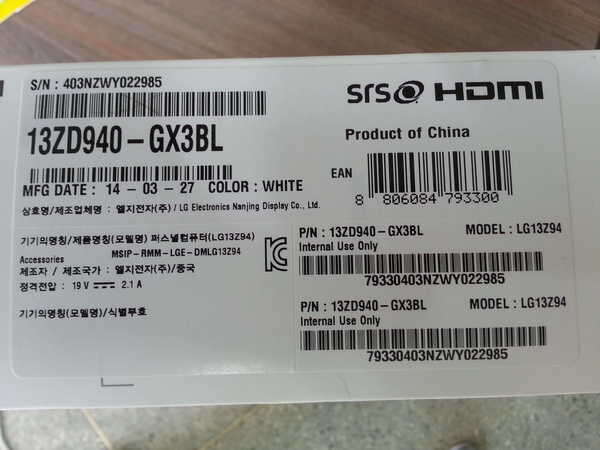 S/N : 403NZWY022985
SRS HDMI
13ZD940-GX3BL
Product of China
EAN
8 806084 793300
MFG DATE : 14 - 03 - 27 COLOR : WHITE
상호명/제조업체명 : 엘지전자(주) / LG Electronics Nanjing Display Co., Ltd.
기기의명칭/제품명칭(모델명) 퍼스널컴퓨터(LG13Z94)
Accessories MSIP-RMM-LGE-DMLG13Z94
제조자 / 제조국가 : 엘지전자(주)/중국
정격전압 : 19 V 2.1 A
기기의명칭(모델명)/식별부호
P/N : 13ZD940-GX3BL MODEL : LG13Z94
Internal Use Only
79330403NZWY022985
P/N : 13ZD940-GX3BL MODEL : LG13Z94
Internal Use Only
79330403NZWY022985